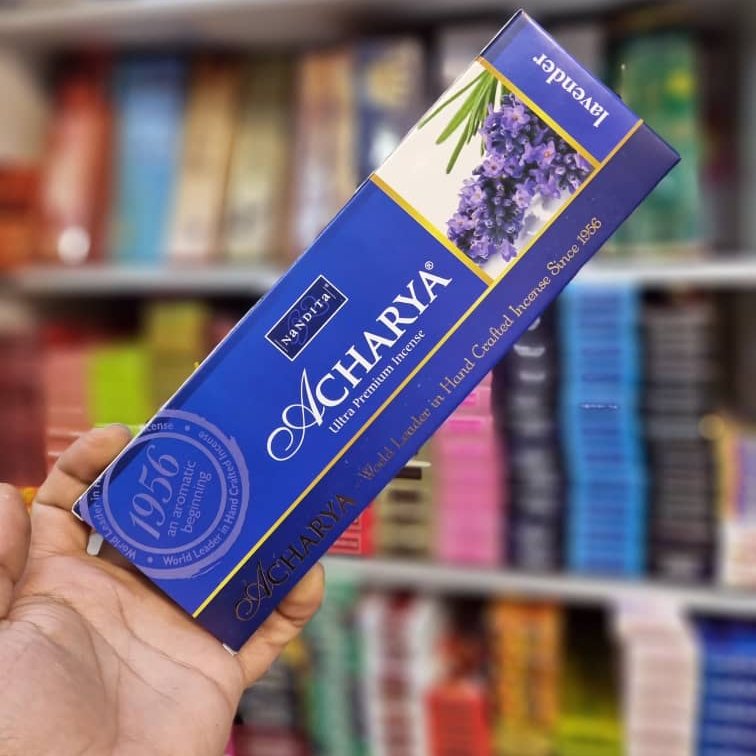 lavender
NANDITA
ACHARYA®
Ultra Premium Incense
1956
an aromatic
beginning
World Leader in Hand Crafted Incense
ACHARYA - World Leader in Hand Crafted Incense Since 1956